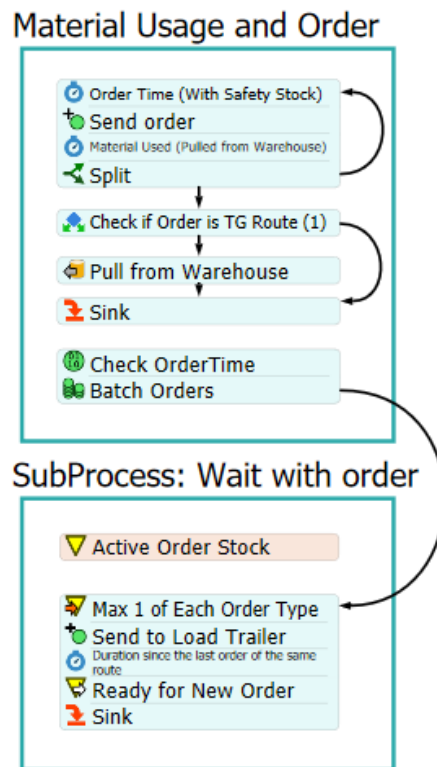 Material Usage and Order
Order Time (With Safety Stock)
Send order
Material Used (Pulled from Warehouse)
Split
Check if Order is TG Route (1)
Pull from Warehouse
Sink
Check OrderTime
Batch Orders
SubProcess: Wait with order
Active Order Stock
Max 1 of Each Order Type
Send to Load Trailer
Duration since the last order of the same
route
Ready for New Order
Sink